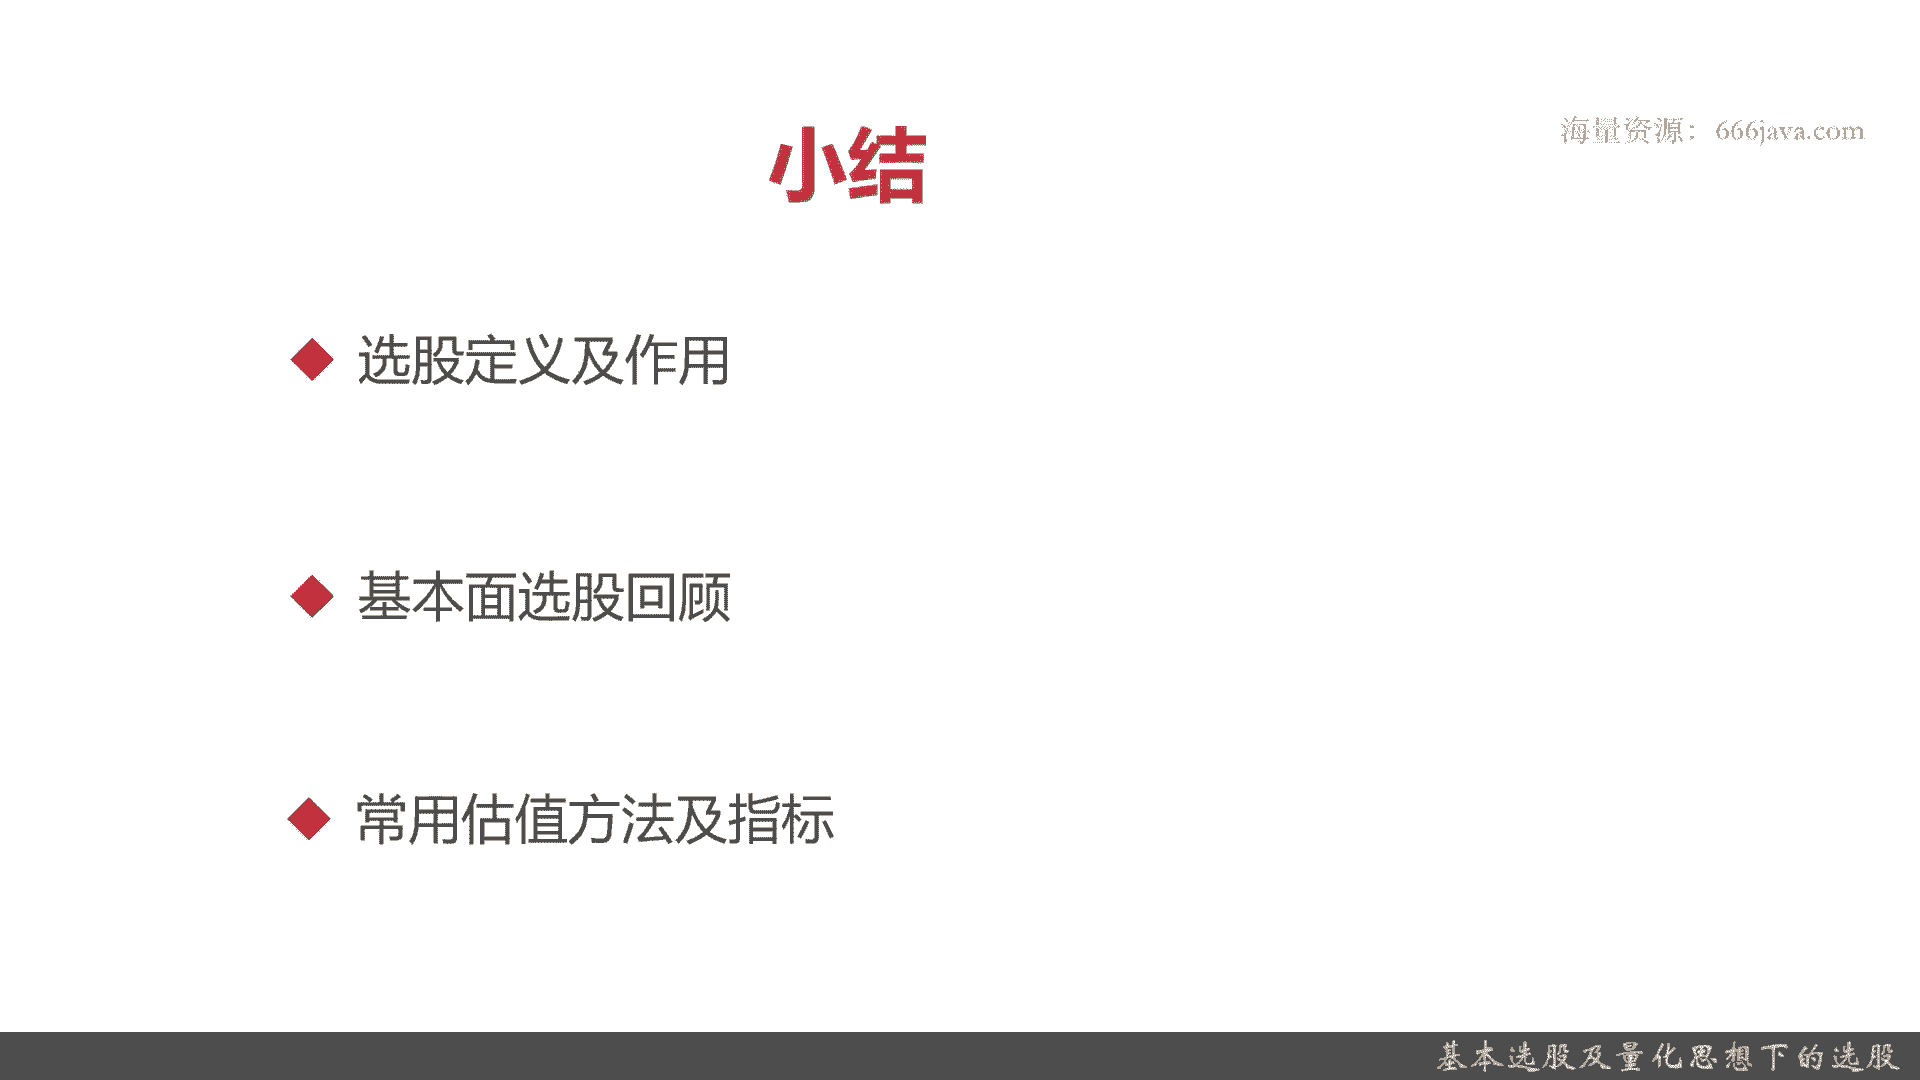 海量资源：666java.com
小结
选股定义及作用
基本面选股回顾
常用估值方法及指标
基本选股及量化思想下的选股